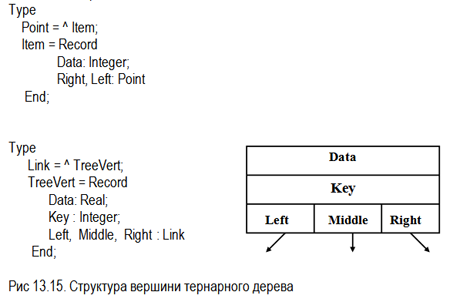 Type
Point = ^ Item;
Item = Record
Data: Integer;
Right, Left: Point
End;
Type
Link = ^ TreeVert;
TreeVert = Record
Data: Real;
Key : Integer;
Left, Middle, Right : Link
End;
Data
Key
Left Middle Right
Рис 13.15. Структура вершини тернарного дерева